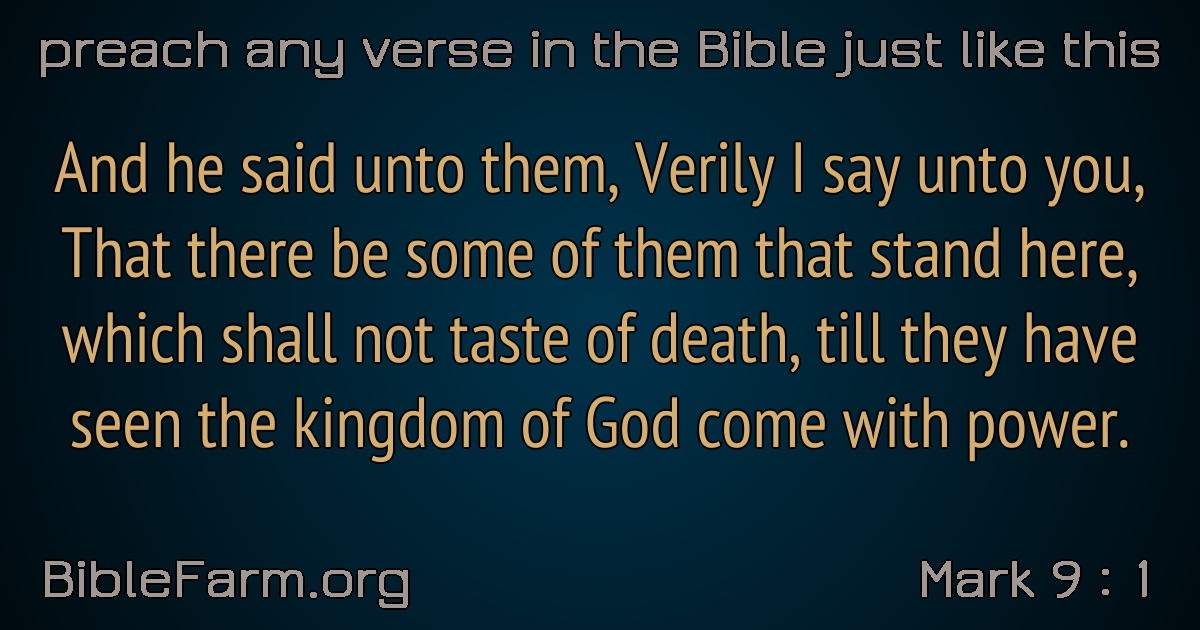 preach any verse in the Bible just like this
And he said unto them, Verily I say unto you,
That there be some of them that stand here,
which shall not taste of death, till they have
seen the kingdom of God come with power.
BibleFarm.org
Mark 9 : 1